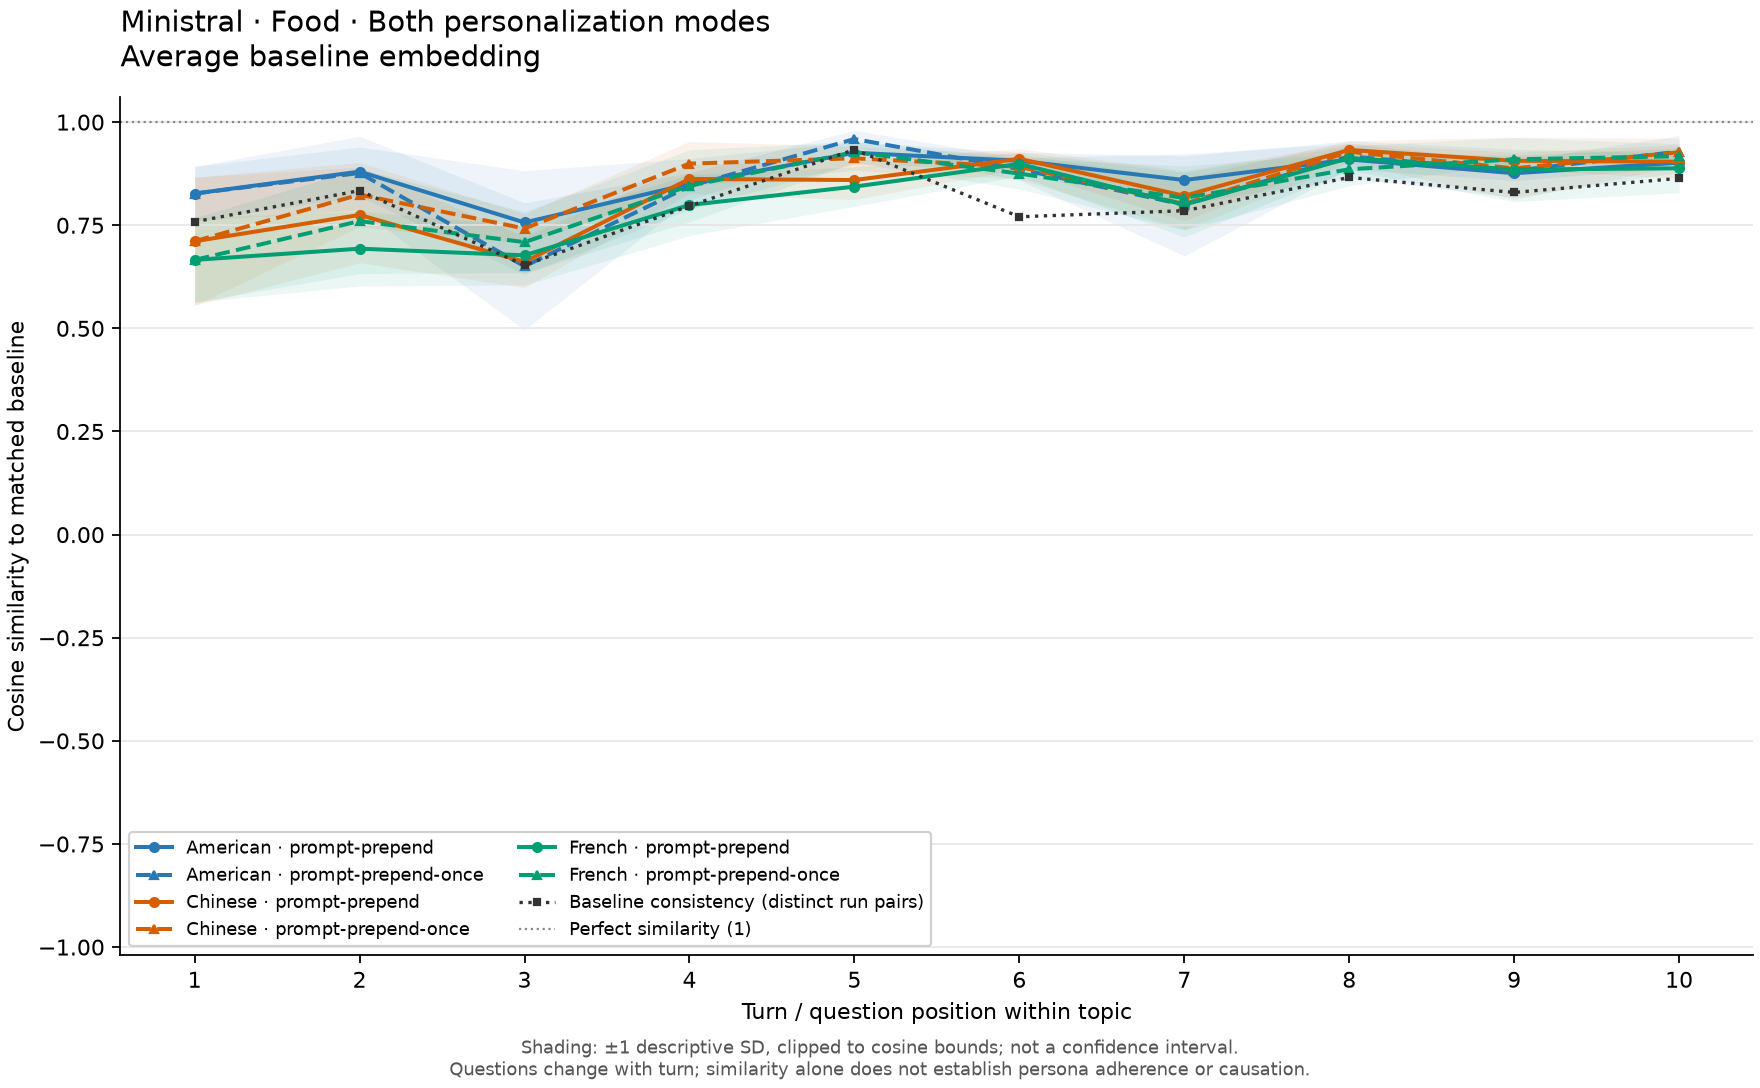 Ministral · Food · Both personalization modes
Average baseline embedding
Cosine similarity to matched baseline
1.00
0.75
0.50
0.25
0.00
−0.25
−0.50
−0.75
−1.00
American · prompt-prepend
American · prompt-prepend-once
Chinese · prompt-prepend
Chinese · prompt-prepend-once
French · prompt-prepend
French · prompt-prepend-once
Baseline consistency (distinct run pairs)
Perfect similarity (1)
1 2 3 4 5 6 7 8 9 10
Turn / question position within topic
Shading: ±1 descriptive SD, clipped to cosine bounds; not a confidence interval.
Questions change with turn; similarity alone does not establish persona adherence or causation.